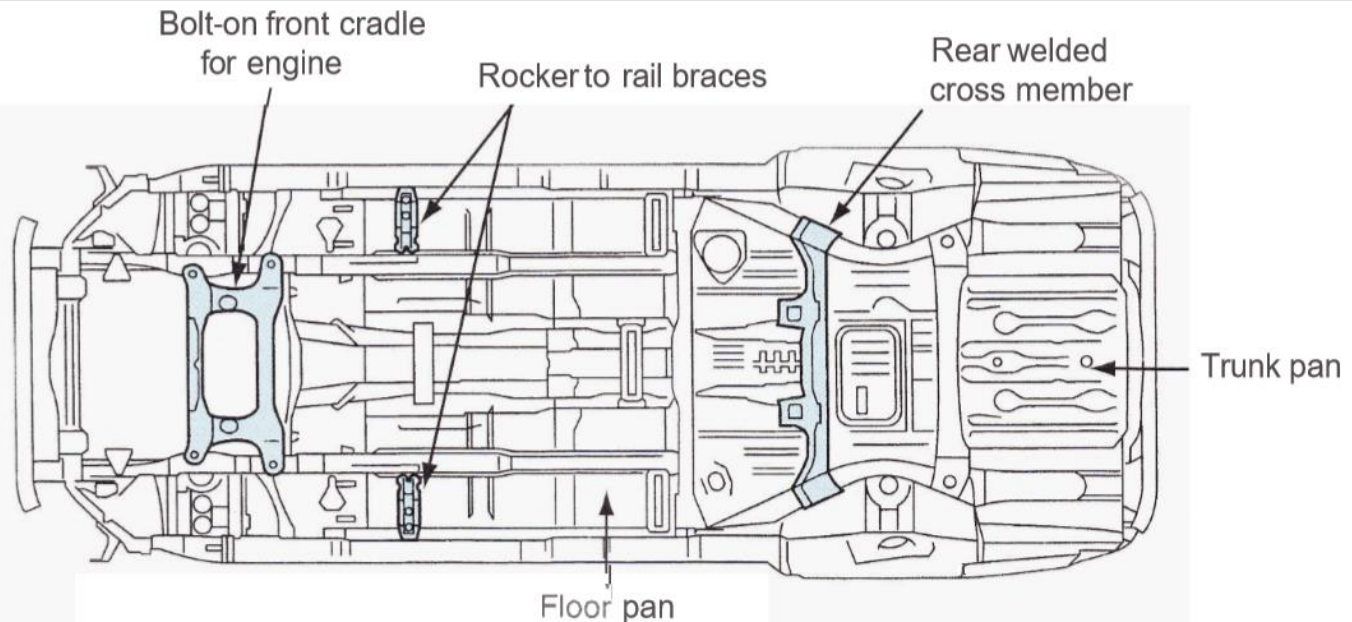 Bolt-on front cradle
for engine
Rocker to rail braces
Rear welded
cross member
Trunk pan
Floor pan